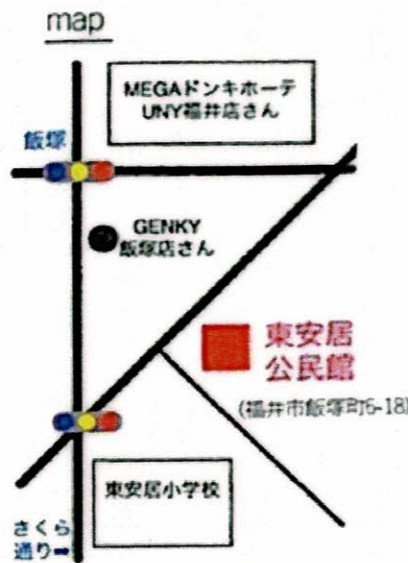 map
MEGAドンキホーテ
UNY福井店さん
飯塚
GENKY
飯塚店さん
東安居
公民館
(福井市飯塚町6-18)
東安居小学校
さくら
通り→